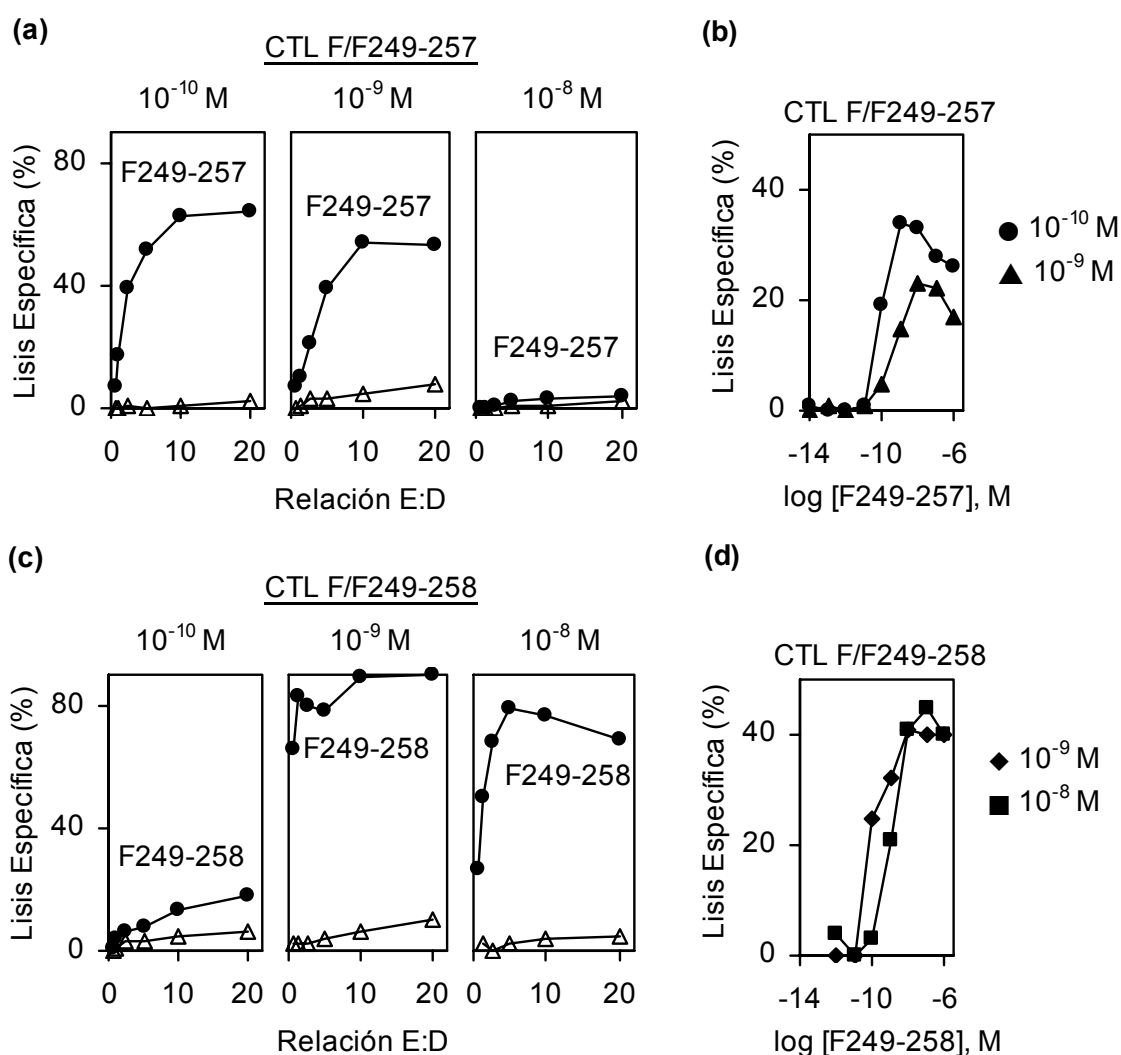 (a)
CTL F/F249-257
10⁻¹⁰ M
10⁻⁹ M
10⁻⁸ M
Lisis Específica (%)
80
40
0
F249-257
F249-257
F249-257
0 10 20
0 10 20
0 10 20
Relación E:D
(b)
CTL F/F249-257
Lisis Específica (%)
40
20
0
10⁻¹⁰ M
10⁻⁹ M
-14 -10 -6
log [F249-257], M
(c)
CTL F/F249-258
10⁻¹⁰ M
10⁻⁹ M
10⁻⁸ M
Lisis Específica (%)
80
40
0
F249-258
F249-258
F249-258
0 10 20
0 10 20
0 10 20
Relación E:D
(d)
CTL F/F249-258
Lisis Específica (%)
40
20
0
10⁻⁹ M
10⁻⁸ M
-14 -10 -6
log [F249-258], M